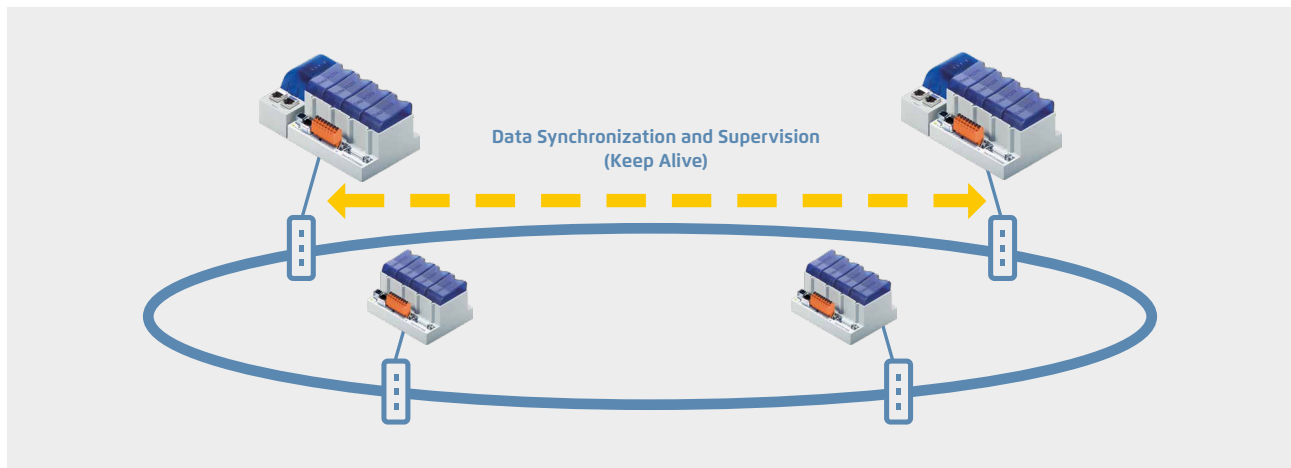 Data Synchronization and Supervision
(Keep Alive)